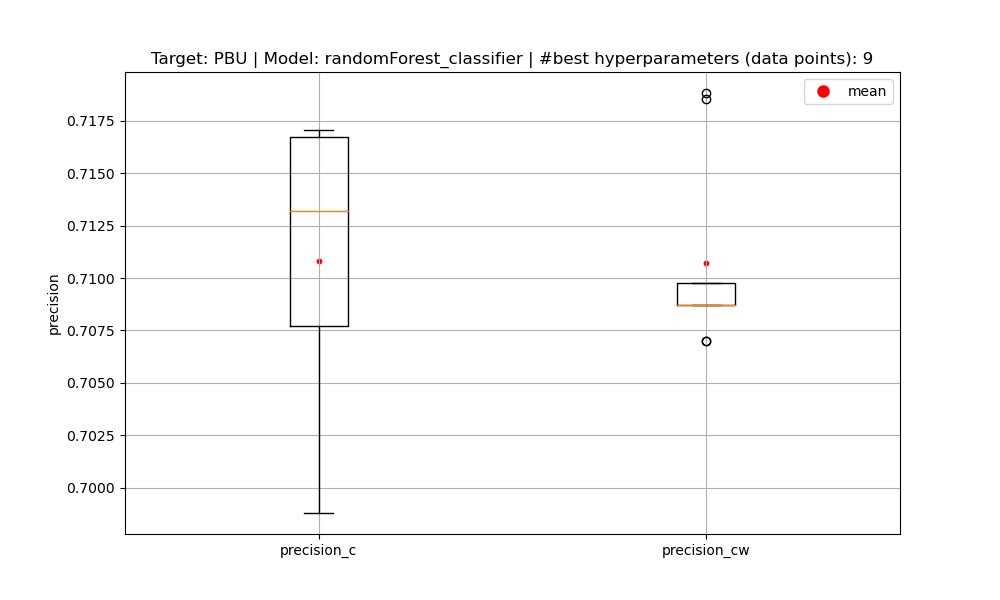 Target: PBU | Model: randomForest_classifier | #best hyperparameters (data points): 9
mean
0.7175
0.7150
0.7125
0.7100
0.7075
0.7050
0.7025
0.7000
precision
precision_c
precision_cw